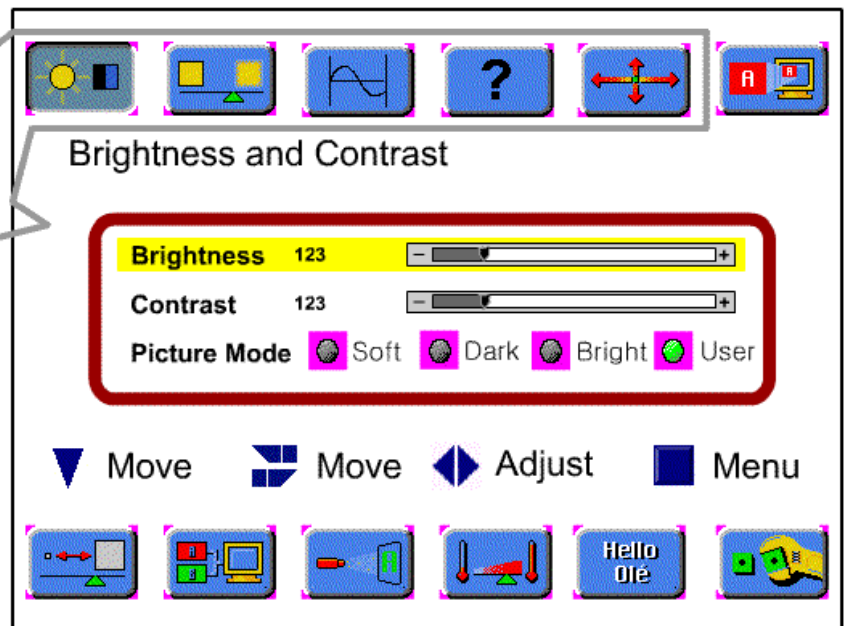 ?
A
A
Brightness and Contrast
Brightness 123 − +
Contrast 123 − +
Picture Mode Soft Dark Bright User
Move Move Adjust Menu
Hello
Olé